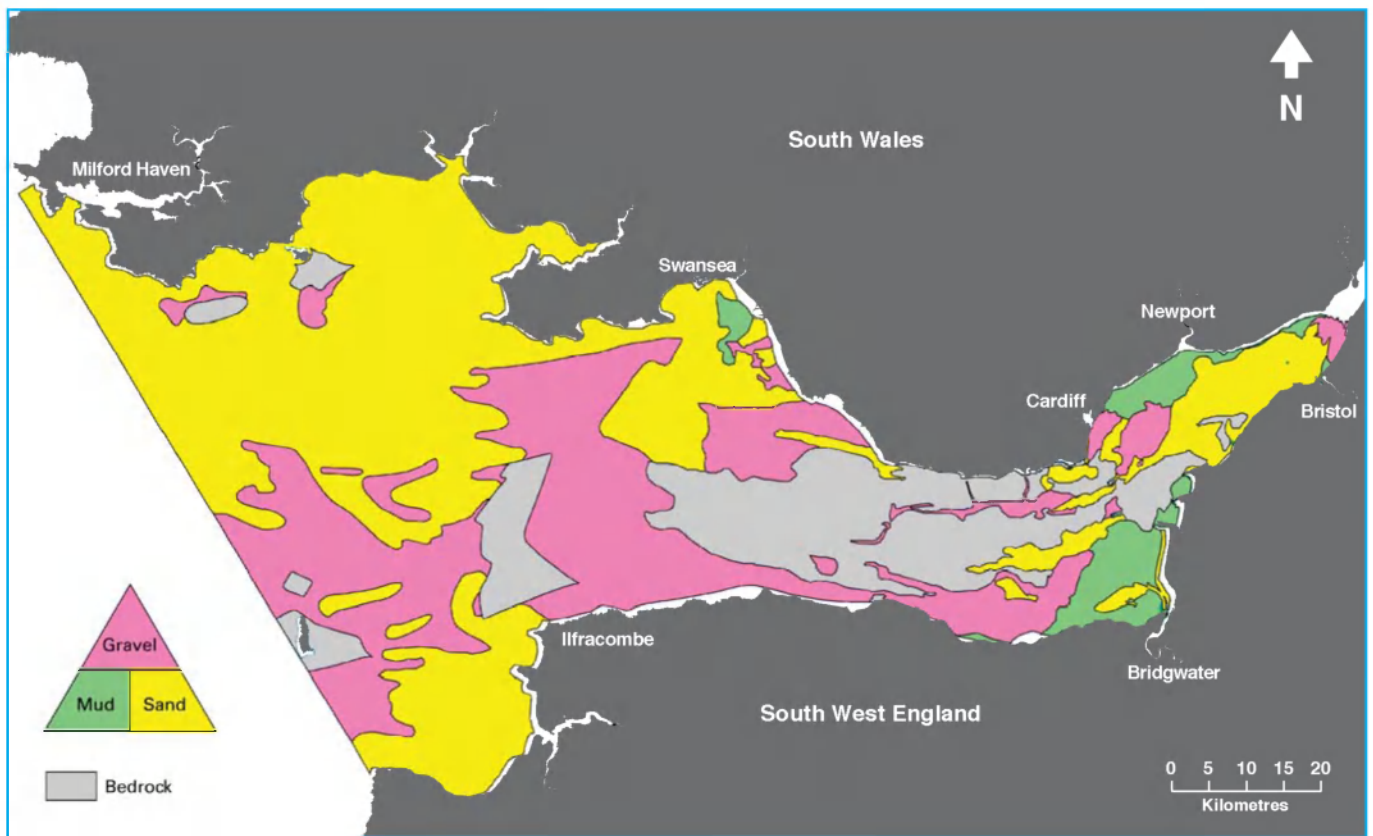 N
South Wales
Milford Haven
Swansea
Newport
Cardiff
Bristol
Ilfracombe
Bridgwater
South West England
Gravel
Mud
Sand
Bedrock
0 5 10 15 20
Kilometres